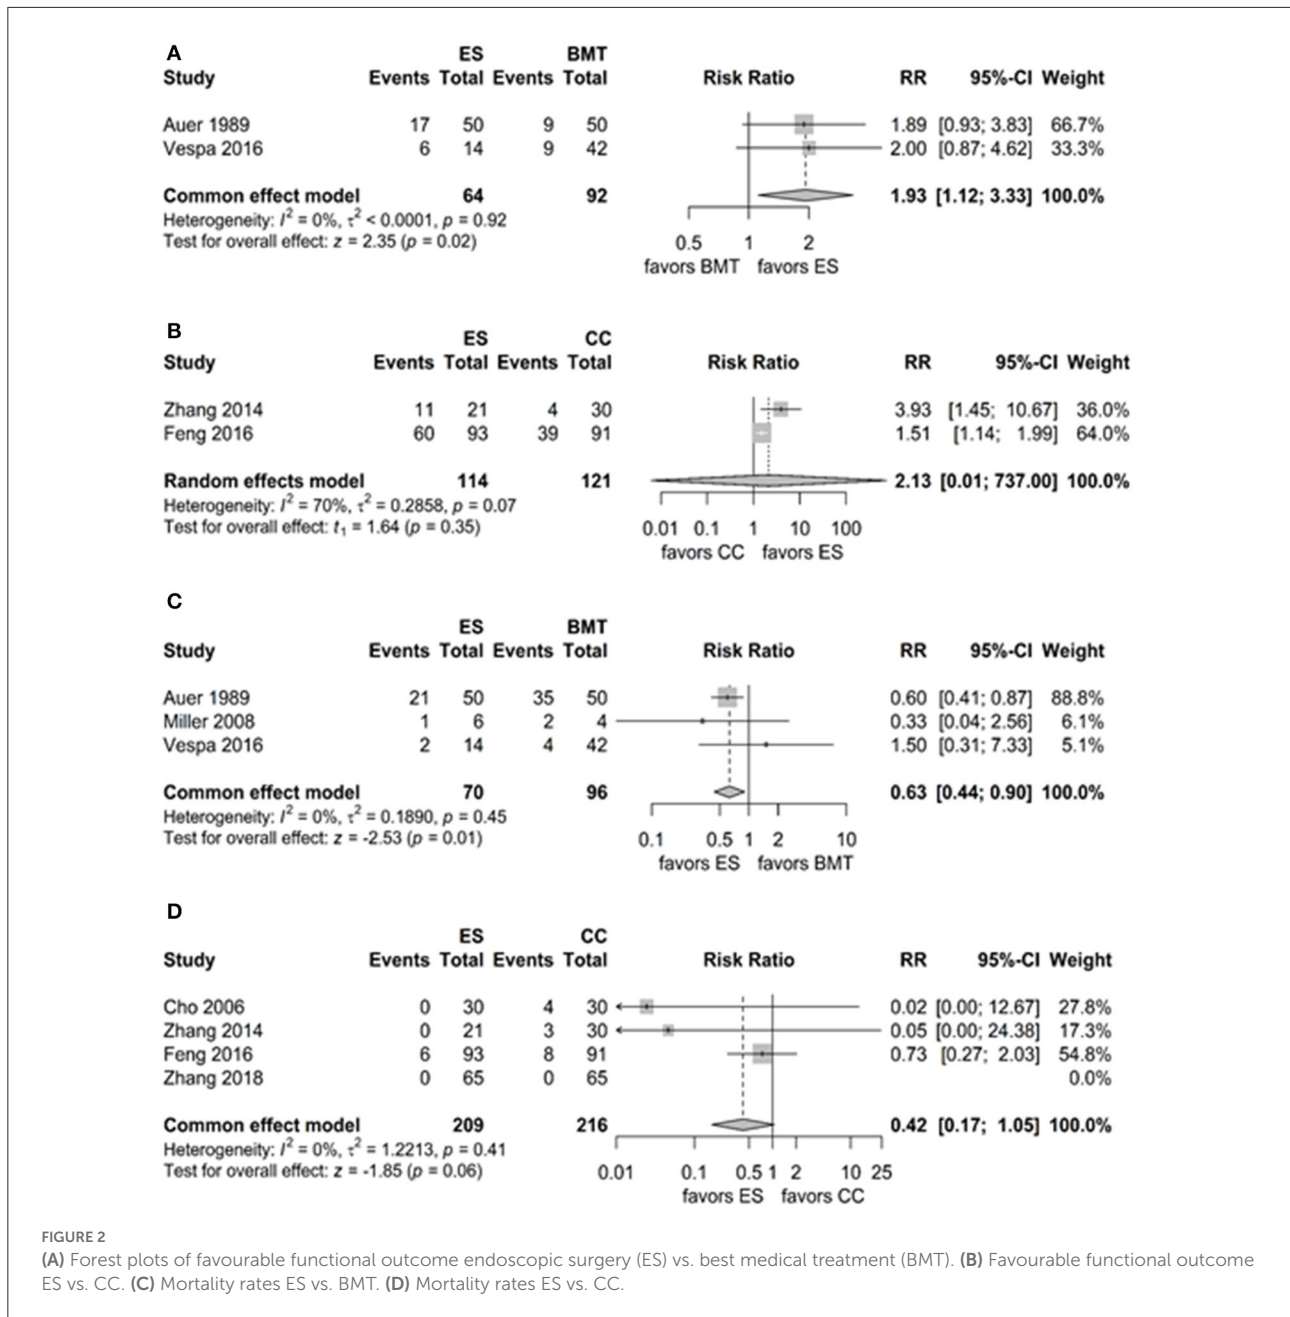 A
ES BMT
Study Events Total Events Total Risk Ratio RR 95%-CI Weight
Auer 1989 17 50 9 50 1.89 [0.93; 3.83] 66.7%
Vespa 2016 6 14 9 42 2.00 [0.87; 4.62] 33.3%
Common effect model 64 92 1.93 [1.12; 3.33] 100.0%
Heterogeneity: I² = 0%, τ² < 0.0001, p = 0.92
Test for overall effect: z = 2.35 (p = 0.02)
0.5 1 2
favors BMT favors ES
B
ES CC
Study Events Total Events Total Risk Ratio RR 95%-CI Weight
Zhang 2014 11 21 4 30 3.93 [1.45; 10.67] 36.0%
Feng 2016 60 93 39 91 1.51 [1.14; 1.99] 64.0%
Random effects model 114 121 2.13 [0.01; 737.00] 100.0%
Heterogeneity: I² = 70%, τ² = 0.2858, p = 0.07
Test for overall effect: t₁ = 1.64 (p = 0.35)
0.01 0.1 1 10 100
favors CC favors ES
C
ES BMT
Study Events Total Events Total Risk Ratio RR 95%-CI Weight
Auer 1989 21 50 35 50 0.60 [0.41; 0.87] 88.8%
Miller 2008 1 6 2 4 0.33 [0.04; 2.56] 6.1%
Vespa 2016 2 14 4 42 1.50 [0.31; 7.33] 5.1%
Common effect model 70 96 0.63 [0.44; 0.90] 100.0%
Heterogeneity: I² = 0%, τ² = 0.1890, p = 0.45
Test for overall effect: z = -2.53 (p = 0.01)
0.1 0.5 1 2 10
favors ES favors BMT
D
ES CC
Study Events Total Events Total Risk Ratio RR 95%-CI Weight
Cho 2006 0 30 4 30 0.02 [0.00; 12.67] 27.8%
Zhang 2014 0 21 3 30 0.05 [0.00; 24.38] 17.3%
Feng 2016 6 93 8 91 0.73 [0.27; 2.03] 54.8%
Zhang 2018 0 65 0 65 0.0%
Common effect model 209 216 0.42 [0.17; 1.05] 100.0%
Heterogeneity: I² = 0%, τ² = 1.2213, p = 0.41
Test for overall effect: z = -1.85 (p = 0.06)
0.01 0.1 0.5 1 2 10 25
favors ES favors CC
FIGURE 2
(A) Forest plots of favourable functional outcome endoscopic surgery (ES) vs. best medical treatment (BMT). (B) Favourable functional outcome
ES vs. CC. (C) Mortality rates ES vs. BMT. (D) Mortality rates ES vs. CC.